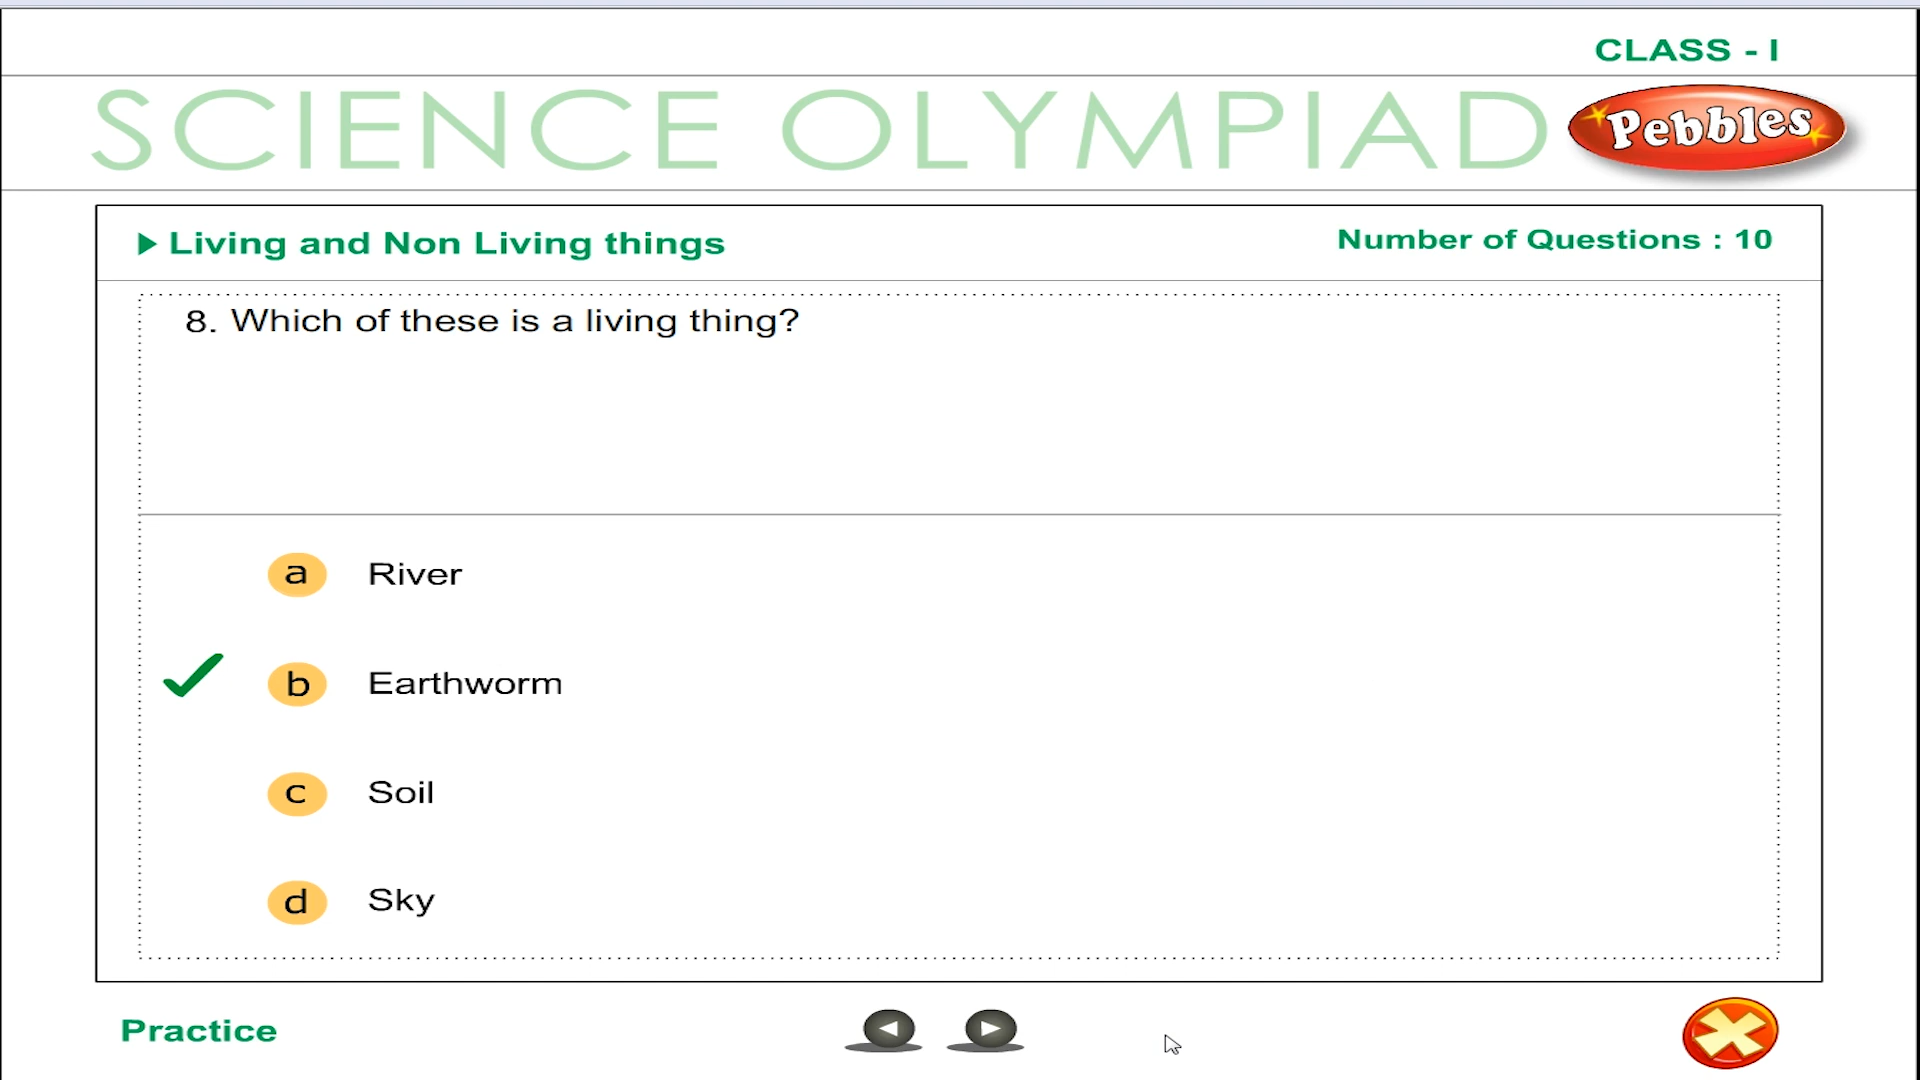 CLASS - I
SCIENCE OLYMPIAD
Pebbles
Living and Non Living things
Number of Questions : 10
8. Which of these is a living thing?
a River
b Earthworm
c Soil
d Sky
Practice